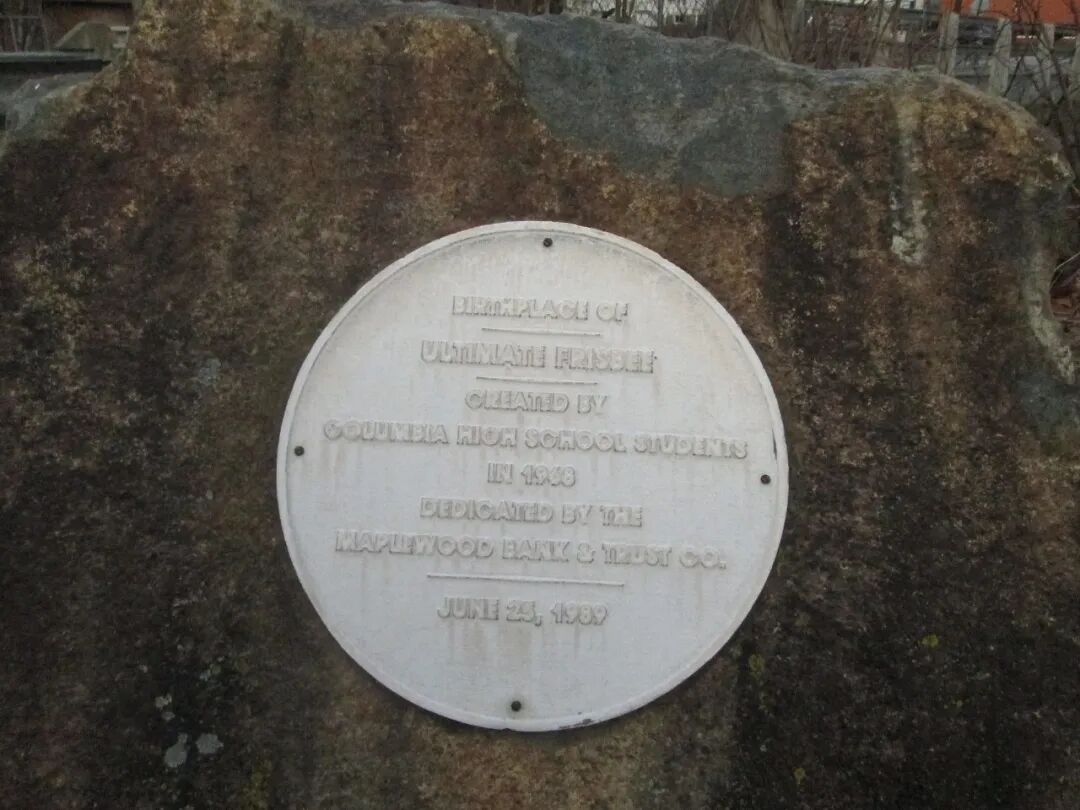 BIRTHPLACE OF
ULTIMATE FRISBEE
CREATED BY
COLUMBIA HIGH SCHOOL STUDENTS
IN 1968
DEDICATED BY THE
MAPLEWOOD BANK & TRUST CO.
JUNE 25, 1989